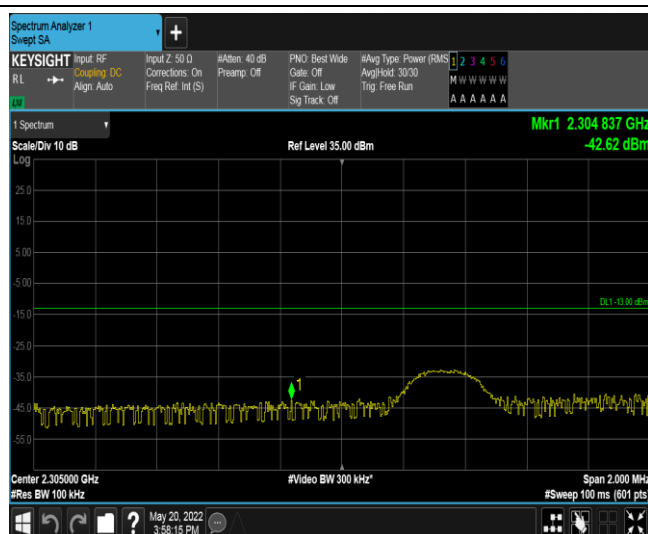 Spectrum Analyzer 1
Swept SA
+
KEYSIGHT
RL
LXI
Input: RF
Coupling: DC
Align: Auto
Input Z: 50 Ω
Corrections: On
Freq Ref: Int (S)
#Atten: 40 dB
Preamp: Off
PNO: Best Wide
Gate: Off
IF Gain: Low
Sig Track: Off
#Avg Type: Power (RMS
Avg|Hold: 30/30
Trig: Free Run
1 2 3 4 5 6
M W W W W W
A A A A A A
1 Spectrum
Mkr1 2.304 837 GHz
Scale/Div 10 dB
Ref Level 35.00 dBm
-42.62 dBm
Log
25.0
15.0
5.00
-5.00
DL1 -13.00 dBm
-15.0
-25.0
-35.0
1
-45.0
-55.0
Center 2.305000 GHz
#Video BW 300 kHz*
Span 2.000 MHz
#Res BW 100 kHz
#Sweep 100 ms (601 pts)
?
May 20, 2022
3:58:15 PM